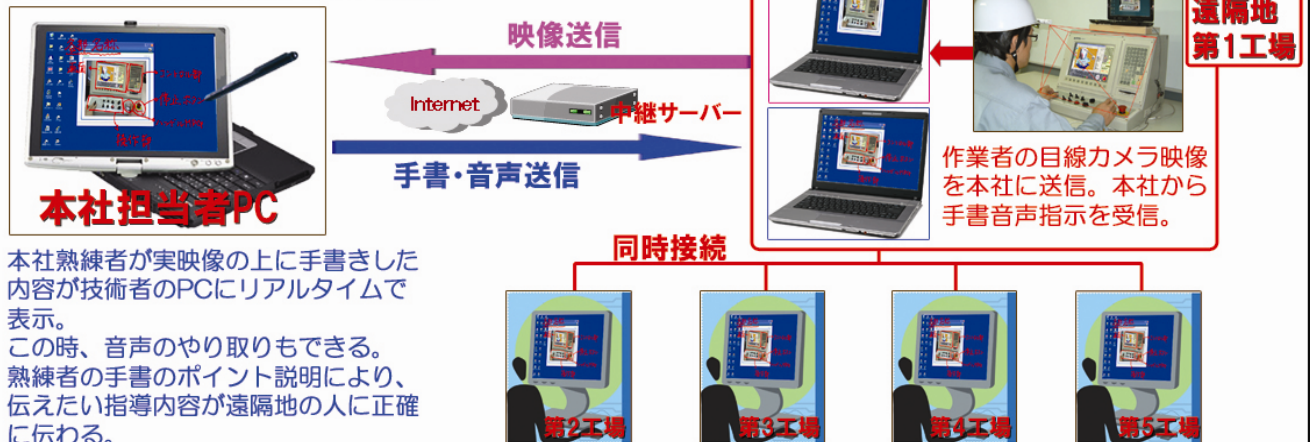 映像送信
Internet
中継サーバー
手書・音声送信
本社担当者PC
遠隔地
第1工場
作業者の目線カメラ映像
を本社に送信。本社から
手書音声指示を受信。
本社熟練者が実映像の上に手書きした
内容が技術者のPCにリアルタイムで
表示。
この時、音声のやり取りもできる。
熟練者の手書のポイント説明により、
伝えたい指導内容が遠隔地の人に正確
に伝わる。
同時接続
第2工場
第3工場
第4工場
第5工場